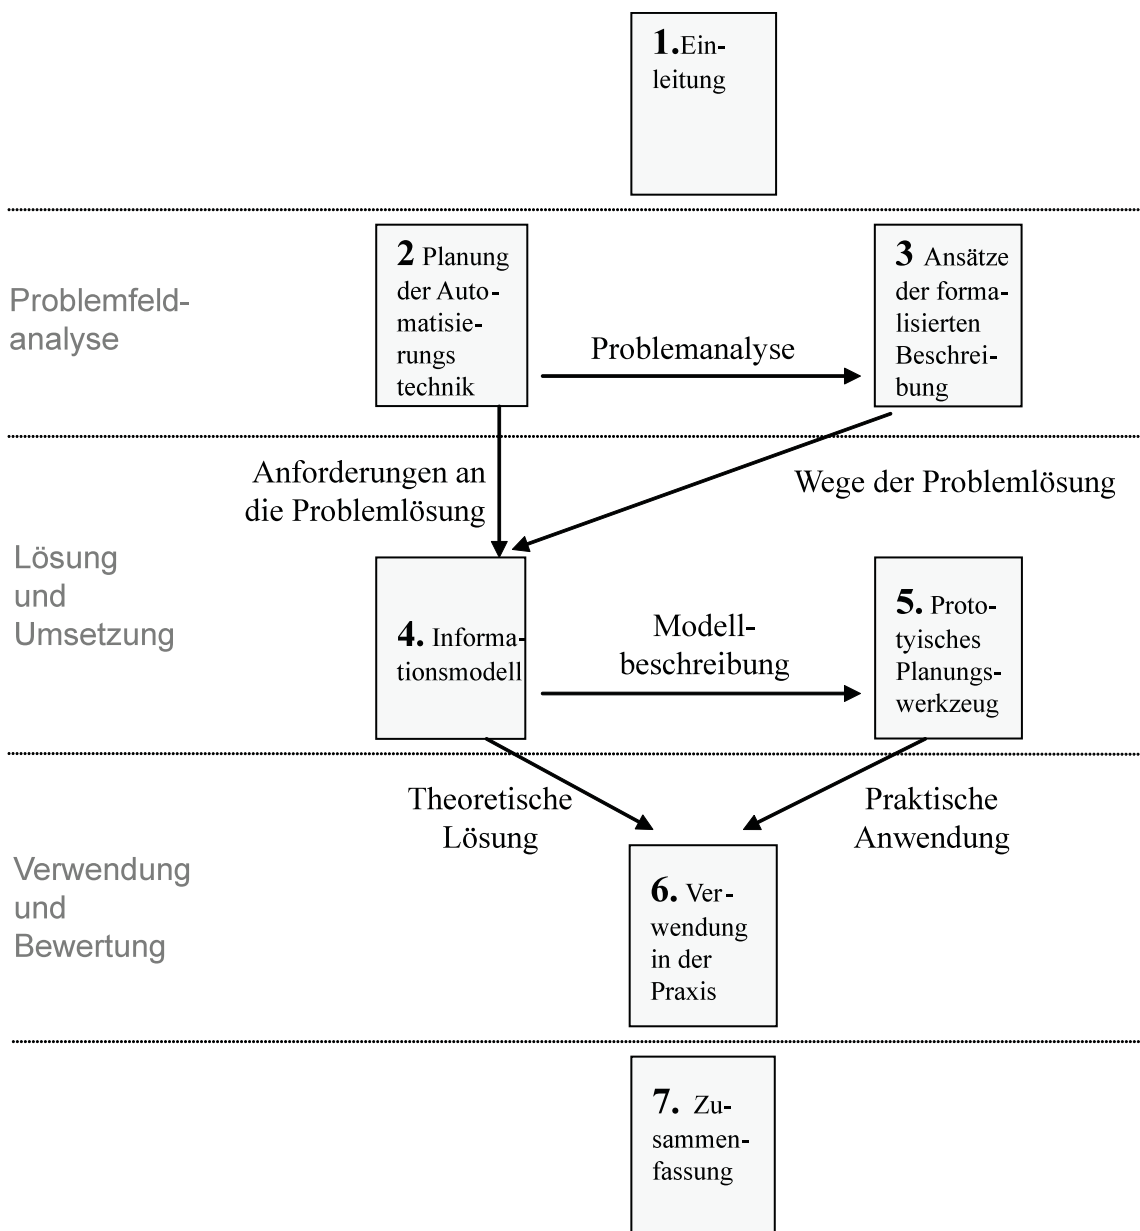 1.Ein-
leitung
Problemfeld-
analyse
2 Planung
der Auto-
matisie-
rungs
technik
Problemanalyse
3 Ansätze
der forma-
lisierten
Beschrei-
bung
Anforderungen an
die Problemlösung
Wege der Problemlösung
Lösung
und
Umsetzung
4. Informa-
tionsmodell
Modell-
beschreibung
5. Proto-
tyisches
Planungs-
werkzeug
Theoretische
Lösung
Praktische
Anwendung
Verwendung
und
Bewertung
6. Ver-
wendung
in der
Praxis
7. Zu-
sammen-
fassung